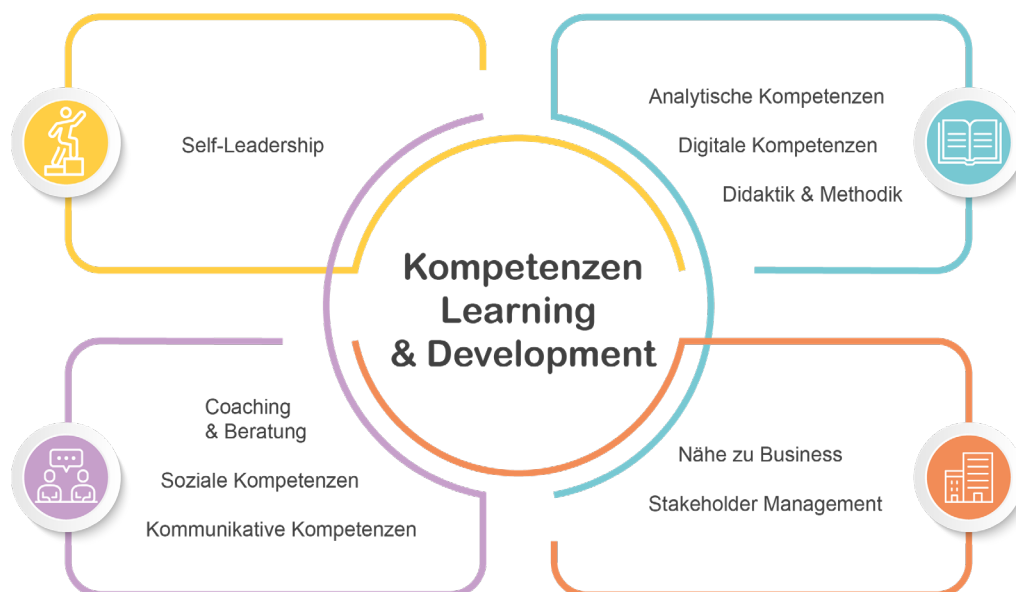 Self-Leadership
Analytische Kompetenzen
Digitale Kompetenzen
Didaktik & Methodik
Kompetenzen
Learning
& Development
Coaching
& Beratung
Soziale Kompetenzen
Kommunikative Kompetenzen
Nähe zu Business
Stakeholder Management